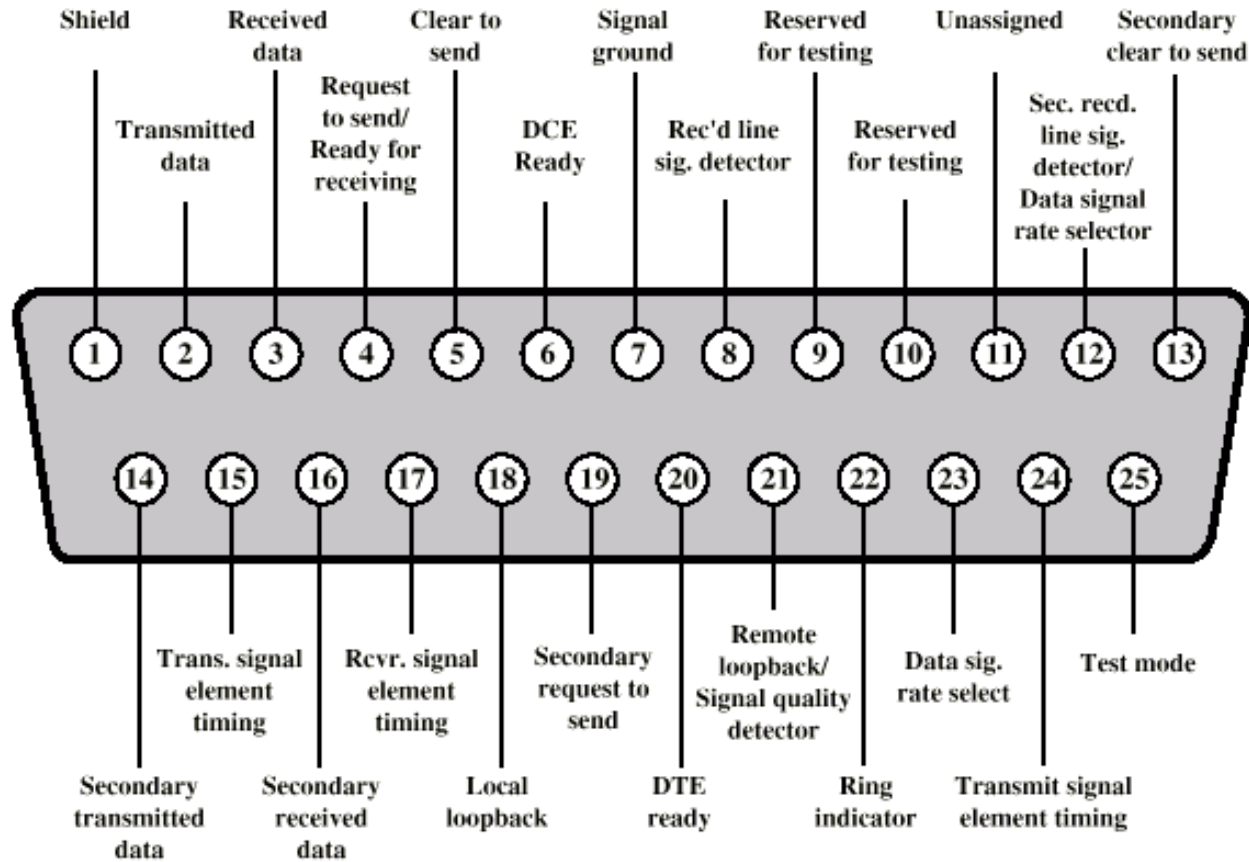 Shield
Received
data
Clear to
send
Signal
ground
Reserved
for testing
Unassigned
Secondary
clear to send
Transmitted
data
Request
to send/
Ready for
receiving
DCE
Ready
Rec'd line
sig. detector
Reserved
for testing
Sec. recd.
line sig.
detector/
Data signal
rate selector
1 2 3 4 5 6 7 8 9 10 11 12 13
14 15 16 17 18 19 20 21 22 23 24 25
Trans. signal
element
timing
Rcvr. signal
element
timing
Secondary
request to
send
Remote
loopback/
Signal quality
detector
Data sig.
rate select
Test mode
Secondary
transmitted
data
Secondary
received
data
Local
loopback
DTE
ready
Ring
indicator
Transmit signal
element timing